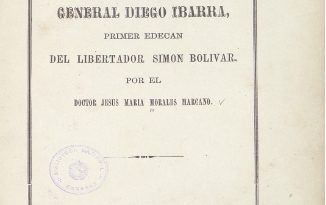 GENERAL DIEGO IBARRA,
PRIMER EDECAN
DEL LIBERTADOR SIMON BOLIVAR.
POR EL
DOCTOR JESUS MARIA MORALES MARCANO.